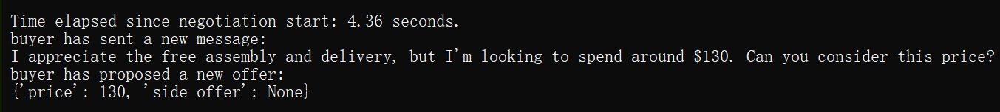 Time elapsed since negotiation start: 4.36 seconds.
buyer has sent a new message:
I appreciate the free assembly and delivery, but I'm looking to spend around $130. Can you consider this price?
buyer has proposed a new offer:
{'price': 130, 'side_offer': None}